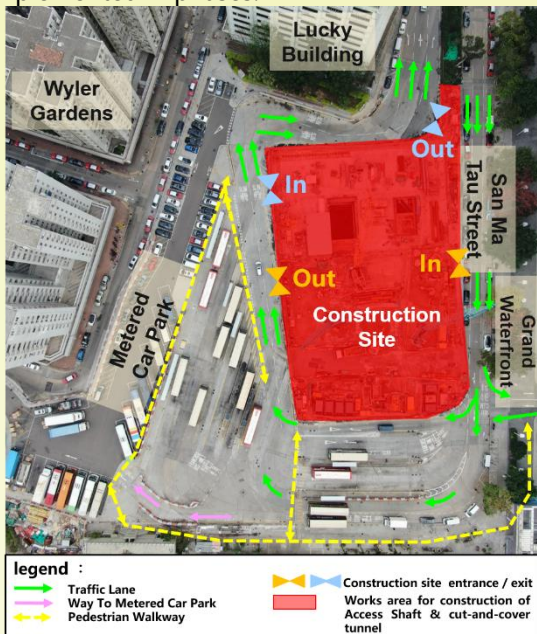 Lucky
Building
Wyler
Gardens
Out
In
San Ma
Tau Street
In
Out
Metered
Car Park
Construction
Site
Grand
Waterfront
legend :
Traffic Lane
Way To Metered Car Park
Pedestrian Walkway
Construction site entrance / exit
Works area for construction of
Access Shaft & cut-and-cover
tunnel